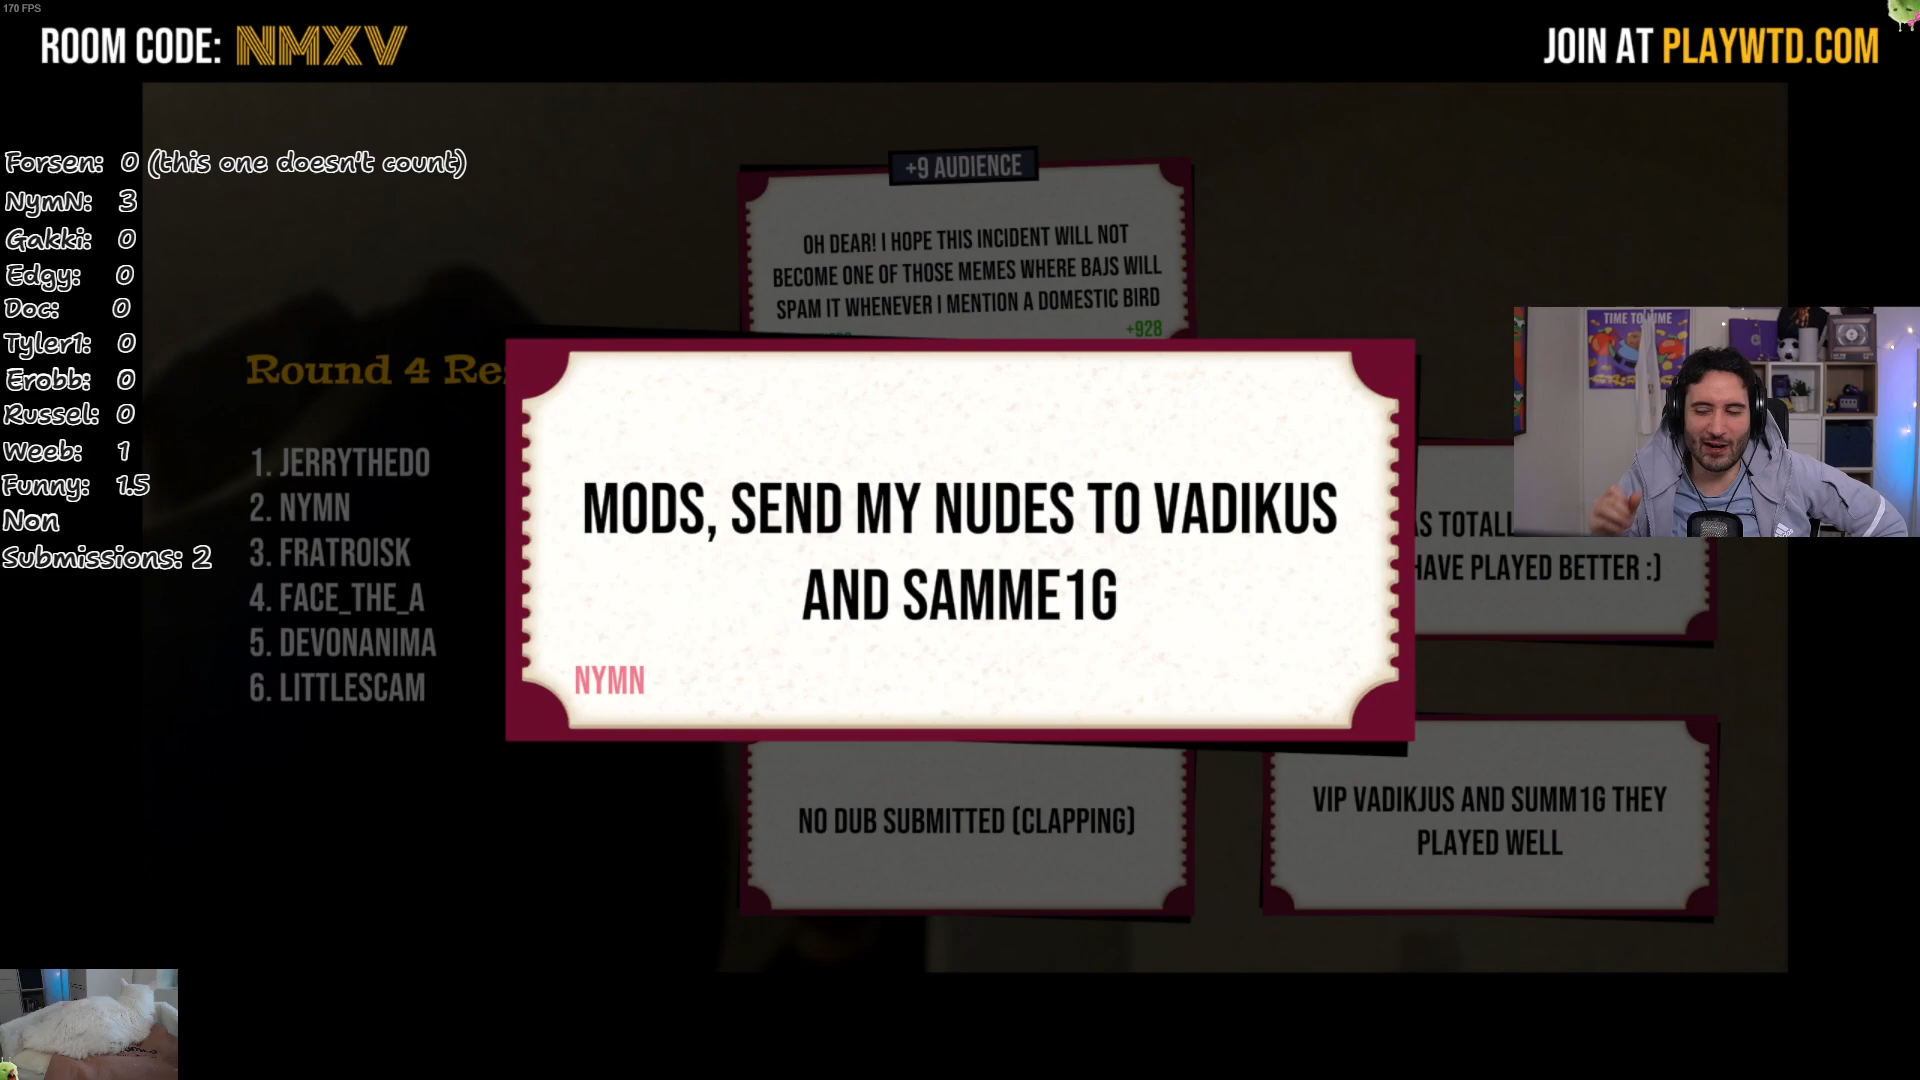 170 FPS
ROOM CODE: NMXV
JOIN AT PLAYWTD.COM
Forsen: 0 (this one doesn't count)
NymN: 3
Gakki: 0
Edgy: 0
Doc: 0
Tyler1: 0
Erobb: 0
Russel: 0
Weeb: 1
Funny: 1.5
Non
Submissions: 2
Round 4 Re
1. JERRYTHEDO
2. NYMN
3. FRATROISK
4. FACE_THE_A
5. DEVONANIMA
6. LITTLESCAM
+9 AUDIENCE
OH DEAR! I HOPE THIS INCIDENT WILL NOT
BECOME ONE OF THOSE MEMES WHERE BAJS WILL
SPAM IT WHENEVER I MENTION A DOMESTIC BIRD
+928
MODS, SEND MY NUDES TO VADIKUS
AND SAMME1G
NYMN
AS TOTALL
HAVE PLAYED BETTER :)
NO DUB SUBMITTED (CLAPPING)
VIP VADIKJUS AND SUMM1G THEY
PLAYED WELL
TIME TO